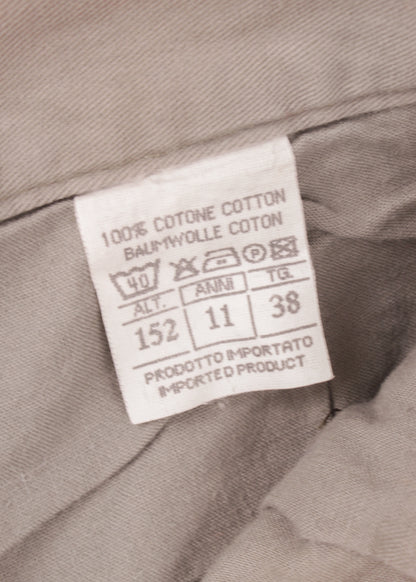 100% COTONE COTTON
BAUMWOLLE COTON
40 P
ALT. ANNI TG.
152 11 38
PRODOTTO IMPORTATO
IMPORTED PRODUCT